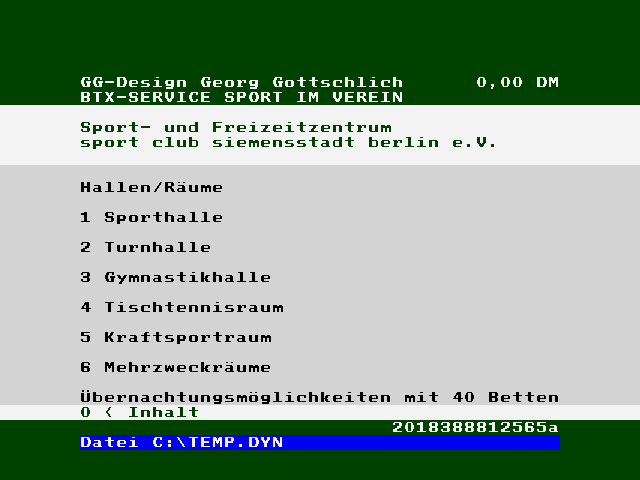 GG-Design Georg Gottschlich 0,00 DM
BTX-SERVICE SPORT IM VEREIN
Sport- und Freizeitzentrum
sport club siemensstadt berlin e.V.
Hallen/Räume
1 Sporthalle
2 Turnhalle
3 Gymnastikhalle
4 Tischtennisraum
5 Kraftsportraum
6 Mehrzweckräume
Übernachtungsmöglichkeiten mit 40 Betten
0 < Inhalt
2018388812565a
Datei C:\TEMP.DYN